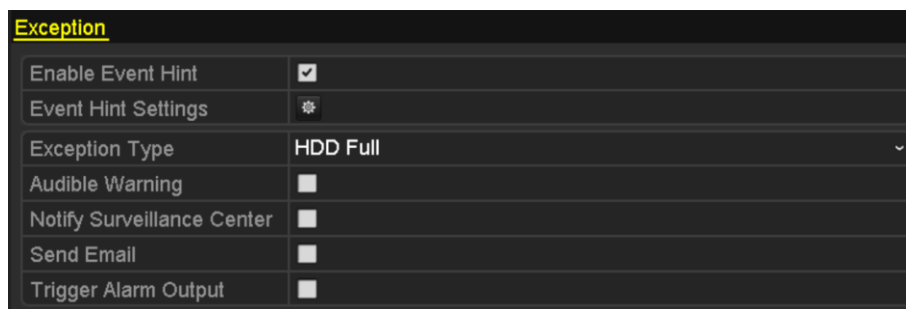 Exception
Enable Event Hint
Event Hint Settings
Exception Type HDD Full
Audible Warning
Notify Surveillance Center
Send Email
Trigger Alarm Output